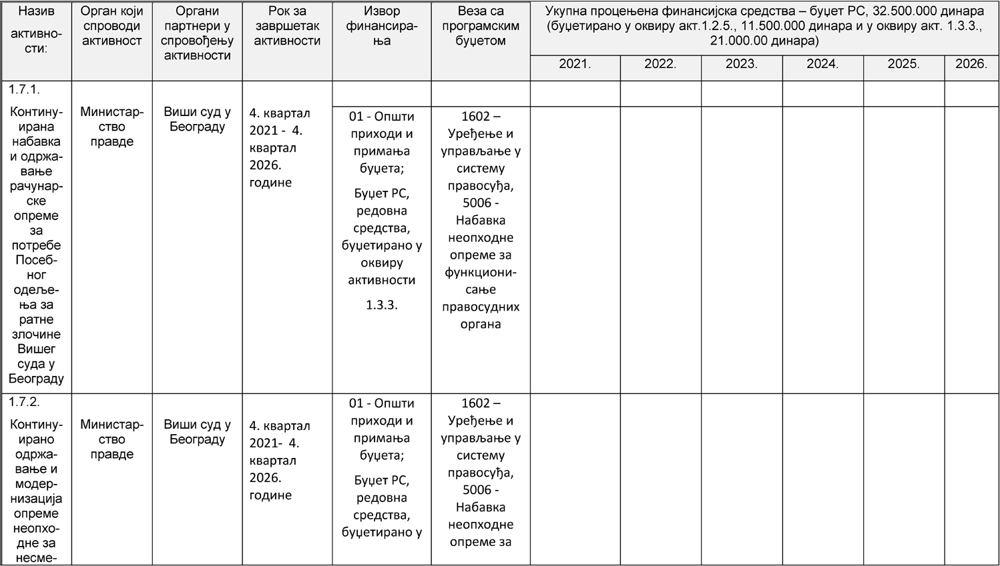 Назив
активно-
сти:
Орган који
спроводи
активност
Органи
партнери у
спровођењу
активности
Рок за
завршетак
активности
Извор
финансира-
ња
Веза са
програмским
буџетом
Укупна процењена финансијска средства – буџет РС, 32.500.000 динара
(буџетирано у оквиру акт.1.2.5., 11.500.000 динара и у оквиру акт. 1.3.3.,
21.000.00 динара)
2021.
2022.
2023.
2024.
2025.
2026.
1.7.1.
Контину-
ирана
набавка
и одржа-
вање
рачунар-
ске
опреме
за
потребе
Посеб-
ног
одеље-
ња за
ратне
злочине
Вишег
суда у
Београду
Министар-
ство
правде
Виши суд у
Београду
4. квартал
2021 - 4.
квартал
2026.
године
01 - Општи
приходи и
примања
буџета;
Буџет РС,
редовна
средства,
буџетирано у
оквиру
активности
1.3.3.
1602 –
Уређење и
управљање у
систему
правосуђа,
5006 -
Набавка
неопходне
опреме за
функциони-
сање
правосудних
органа
1.7.2.
Контину-
ирано
одржа-
вање и
модер-
низација
опреме
неопхо-
дне за
несме-
Министар-
ство
правде
Виши суд у
Београду
4. квартал
2021- 4.
квартал
2026.
године
01 - Општи
приходи и
примања
буџета;
Буџет РС,
редовна
средства,
буџетирано у
1602 –
Уређење и
управљање у
систему
правосуђа,
5006 -
Набавка
неопходне
опреме за